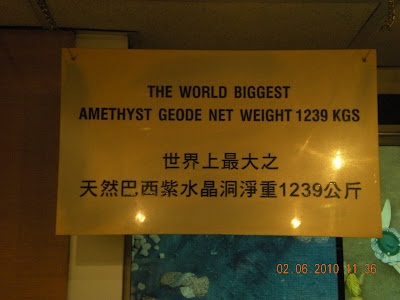 THE WORLD BIGGEST
AMETHYST GEODE NET WEIGHT 1239 KGS
世界上最大之
天然巴西紫水晶洞淨重1239公斤
02.06.2010 11:36